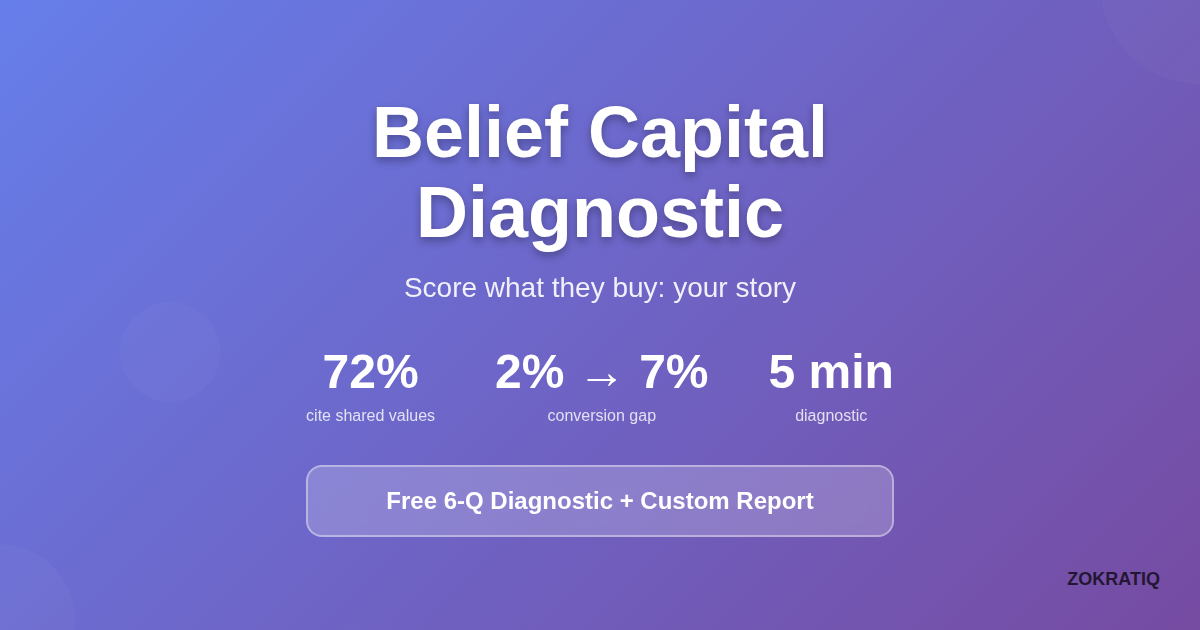 Belief Capital
Diagnostic
Score what they buy: your story
72% 2% → 7% 5 min
cite shared values conversion gap diagnostic
Free 6-Q Diagnostic + Custom Report
ZOKRATIQ